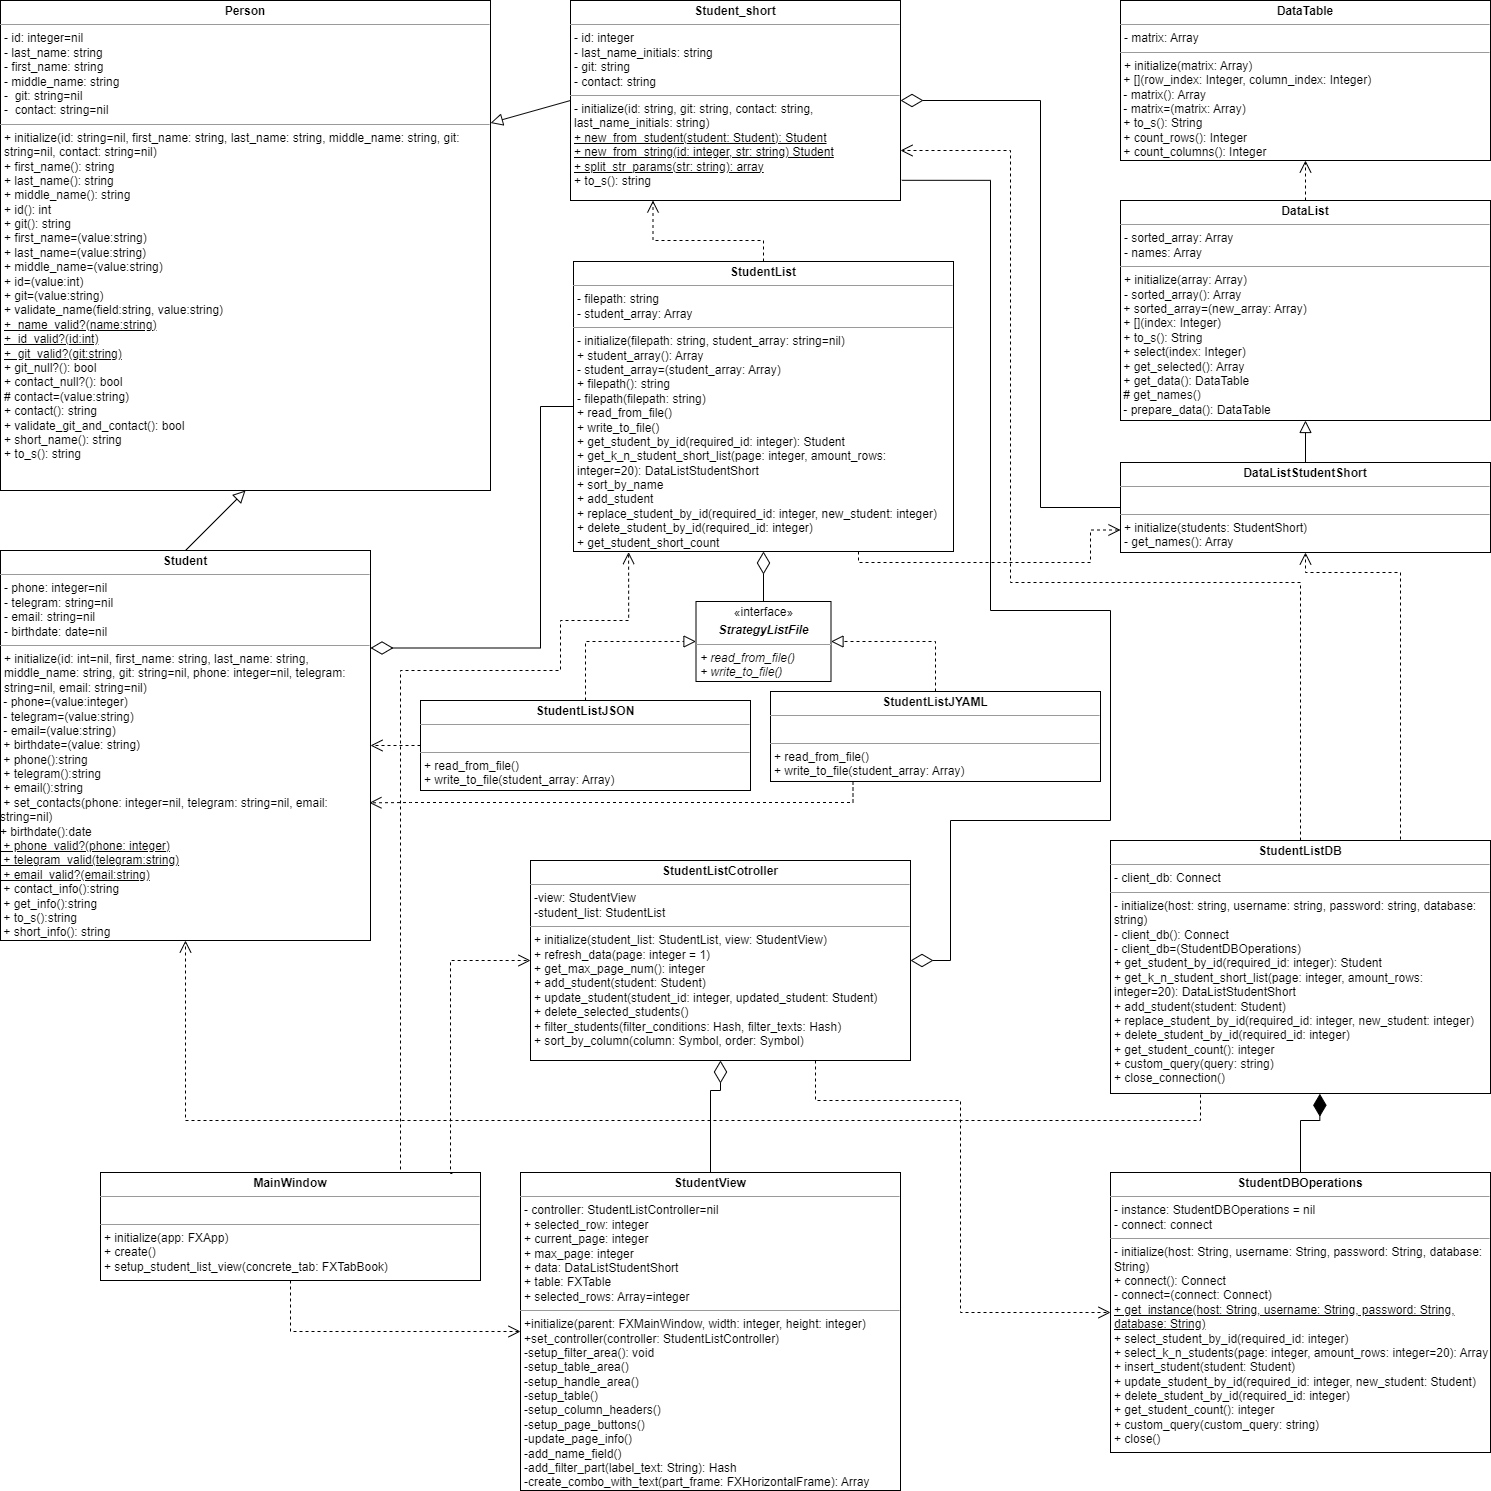 Person
- id: integer=nil
- last_name: string
- first_name: string
- middle_name: string
-  git: string=nil
-  contact: string=nil
+ initialize(id: string=nil, first_name: string, last_name: string, middle_name: string, git:
string=nil, contact: string=nil)
+ first_name(): string
+ last_name(): string
+ middle_name(): string
+ id(): int
+ git(): string
+ first_name=(value:string)
+ last_name=(value:string)
+ middle_name=(value:string)
+ id=(value:int)
+ git=(value:string)
+ validate_name(field:string, value:string)
+ _name_valid?(name:string)
+ _id_valid?(id:int)
+ _git_valid?(git:string)
+ git_null?(): bool
+ contact_null?(): bool
# contact=(value:string)
+ contact(): string
+ validate_git_and_contact(): bool
+ short_name(): string
+ to_s(): string
Student_short
- id: integer
- last_name_initials: string
- git: string
- contact: string
- initialize(id: string, git: string, contact: string,
last_name_initials: string)
+ new_from_student(student: Student): Student
+ new_from_string(id: integer, str: string) Student
+ split_str_params(str: string): array
+ to_s(): string
DataTable
- matrix: Array
+ initialize(matrix: Array)
+ [](row_index: Integer, column_index: Integer)
- matrix(): Array
- matrix=(matrix: Array)
+ to_s(): String
+ count_rows(): Integer
+ count_columns(): Integer
DataList
- sorted_array: Array
- names: Array
+ initialize(array: Array)
- sorted_array(): Array
+ sorted_array=(new_array: Array)
+ [](index: Integer)
+ to_s(): String
+ select(index: Integer)
+ get_selected(): Array
+ get_data(): DataTable
# get_names()
- prepare_data(): DataTable
StudentList
- filepath: string
- student_array: Array
- initialize(filepath: string, student_array: string=nil)
+ student_array(): Array
- student_array=(student_array: Array)
+ filepath(): string
- filepath(filepath: string)
+ read_from_file()
+ write_to_file()
+ get_student_by_id(required_id: integer): Student
+ get_k_n_student_short_list(page: integer, amount_rows:
integer=20): DataListStudentShort
+ sort_by_name
+ add_student
+ replace_student_by_id(required_id: integer, new_student: integer)
+ delete_student_by_id(required_id: integer)
+ get_student_short_count
DataListStudentShort
+ initialize(students: StudentShort)
- get_names(): Array
Student
- phone: integer=nil
- telegram: string=nil
- email: string=nil
- birthdate: date=nil
+ initialize(id: int=nil, first_name: string, last_name: string,
middle_name: string, git: string=nil, phone: integer=nil, telegram:
string=nil, email: string=nil)
- phone=(value:integer)
- telegram=(value:string)
- email=(value:string)
+ birthdate=(value: string)
+ phone():string
+ telegram():string
+ email():string
+ set_contacts(phone: integer=nil, telegram: string=nil, email:
string=nil)
+ birthdate():date
+ phone_valid?(phone: integer)
+ telegram_valid(telegram:string)
+ email_valid?(email:string)
+ contact_info():string
+ get_info():string
+ to_s():string
+ short_info(): string
«interface»
StrategyListFile
+ read_from_file()
+ write_to_file()
StudentListJSON
+ read_from_file()
+ write_to_file(student_array: Array)
StudentListJYAML
+ read_from_file()
+ write_to_file(student_array: Array)
StudentListCotroller
-view: StudentView
-student_list: StudentList
+ initialize(student_list: StudentList, view: StudentView)
+ refresh_data(page: integer = 1)
+ get_max_page_num(): integer
+ add_student(student: Student)
+ update_student(student_id: integer, updated_student: Student)
+ delete_selected_students()
+ filter_students(filter_conditions: Hash, filter_texts: Hash)
+ sort_by_column(column: Symbol, order: Symbol)
StudentListDB
- client_db: Connect
- initialize(host: string, username: string, password: string, database:
string)
- client_db(): Connect
- client_db=(StudentDBOperations)
+ get_student_by_id(required_id: integer): Student
+ get_k_n_student_short_list(page: integer, amount_rows:
integer=20): DataListStudentShort
+ add_student(student: Student)
+ replace_student_by_id(required_id: integer, new_student: integer)
+ delete_student_by_id(required_id: integer)
+ get_student_count(): integer
+ custom_query(query: string)
+ close_connection()
MainWindow
+ initialize(app: FXApp)
+ create()
+ setup_student_list_view(concrete_tab: FXTabBook)
StudentView
- controller: StudentListController=nil
+ selected_row: integer
+ current_page: integer
+ max_page: integer
+ data: DataListStudentShort
+ table: FXTable
+ selected_rows: Array=integer
+initialize(parent: FXMainWindow, width: integer, height: integer)
+set_controller(controller: StudentListController)
-setup_filter_area(): void
-setup_table_area()
-setup_handle_area()
-setup_table()
-setup_column_headers()
-setup_page_buttons()
-update_page_info()
-add_name_field()
-add_filter_part(label_text: String): Hash
-create_combo_with_text(part_frame: FXHorizontalFrame): Array
StudentDBOperations
- instance: StudentDBOperations = nil
- connect: connect
- initialize(host: String, username: String, password: String, database:
String)
+ connect(): Connect
- connect=(connect: Connect)
+ get_instance(host: String, username: String, password: String,
database: String)
+ select_student_by_id(required_id: integer)
+ select_k_n_students(page: integer, amount_rows: integer=20): Array
+ insert_student(student: Student)
+ update_student_by_id(required_id: integer, new_student: Student)
+ delete_student_by_id(required_id: integer)
+ get_student_count(): integer
+ custom_query(custom_query: string)
+ close()